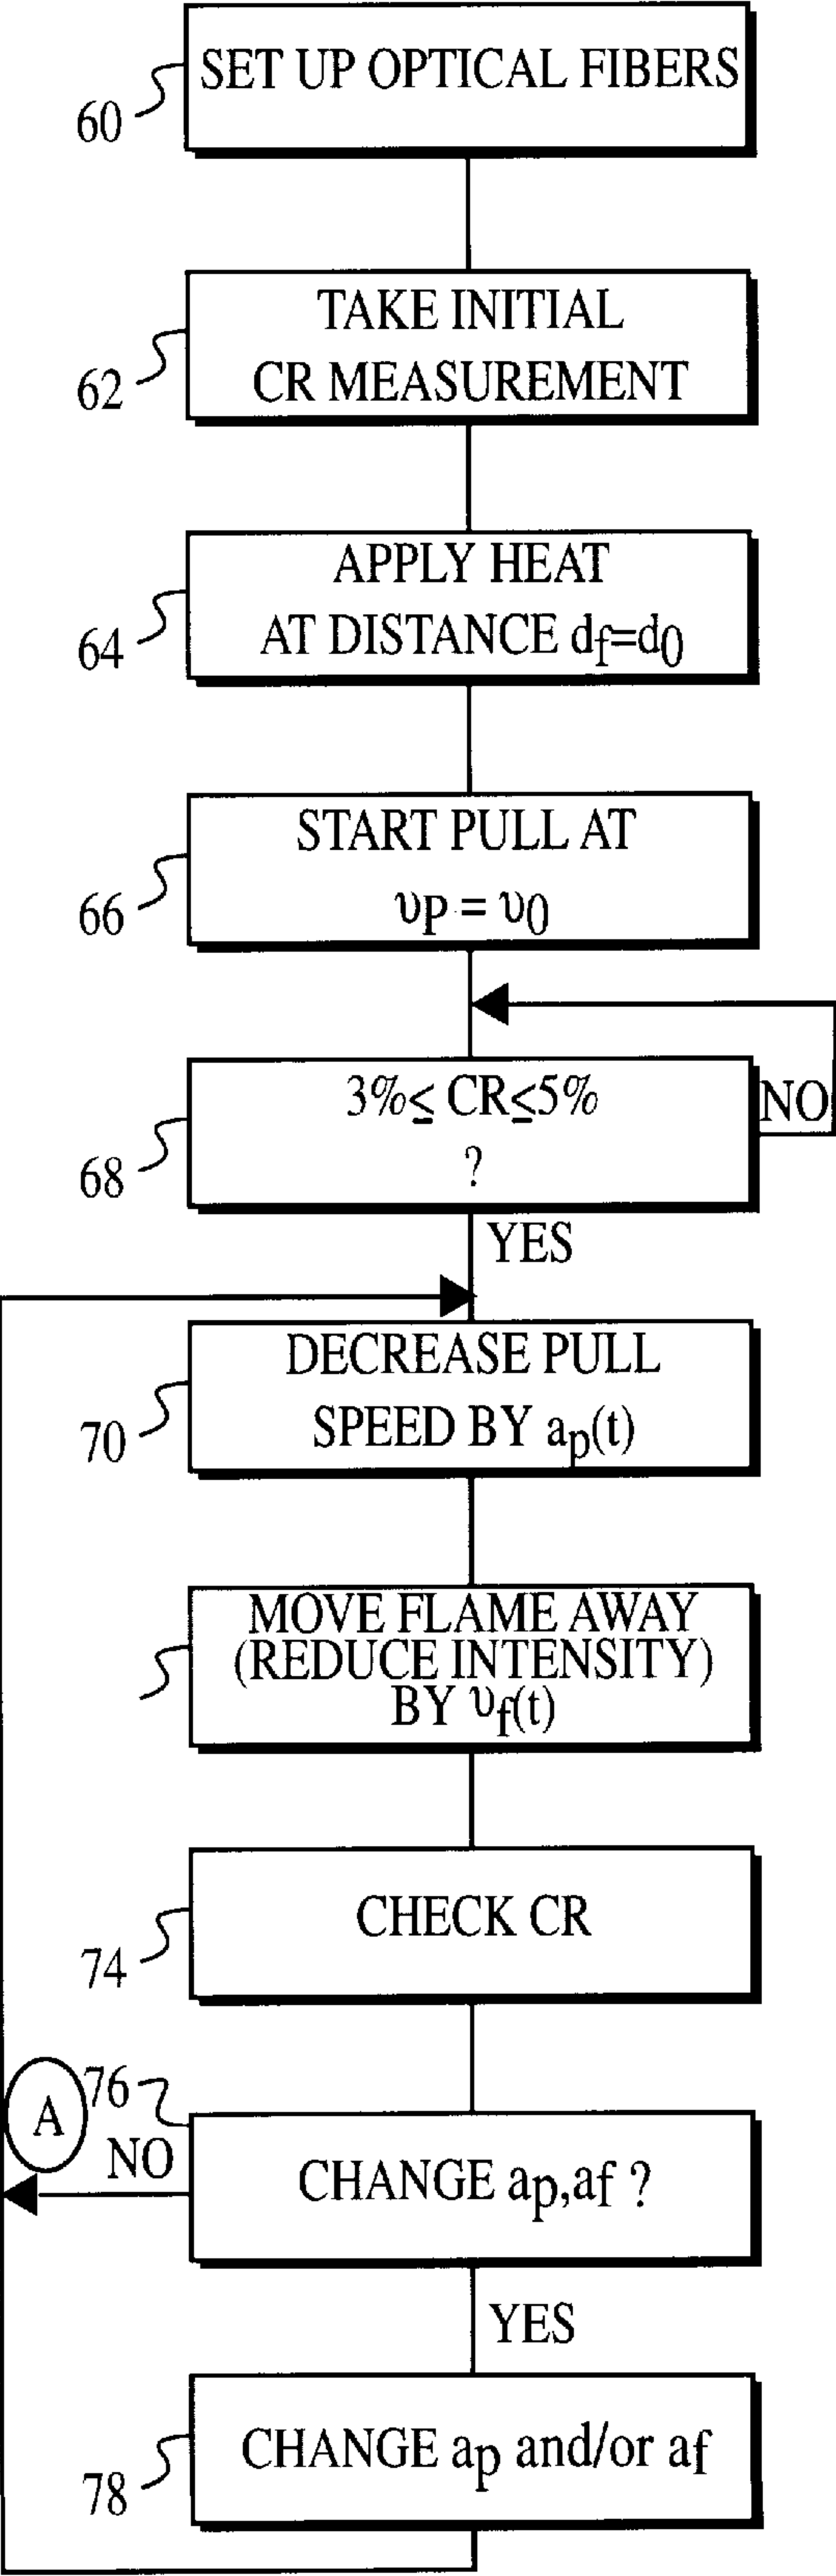 SET UP OPTICAL FIBERS
60
TAKE INITIAL
CR MEASUREMENT
62
APPLY HEAT
AT DISTANCE df=d0
64
START PULL AT
υP = υ0
66
3%≤ CR≤5%
?
NO
68
YES
DECREASE PULL
SPEED BY ap(t)
70
MOVE FLAME AWAY
(REDUCE INTENSITY)
BY υf(t)
CHECK CR
74
A
76
NO
CHANGE ap,af ?
YES
CHANGE ap and/or af
78